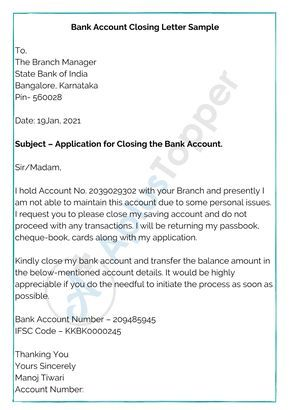 Bank Account Closing Letter Sample
To,
The Branch Manager
State Bank of India
Bangalore, Karnataka
Pin- 560028
Date: 19Jan, 2021
Subject – Application for Closing the Bank Account.
Sir/Madam,
I hold Account No. 2039029302 with your Branch and presently I
am not able to maintain this account due to some personal issues.
I request you to please close my saving account and do not
proceed with any transactions. I will be returning my passbook,
cheque-book, cards along with my application.
Kindly close my bank account and transfer the balance amount in
the below-mentioned account details. It would be highly
appreciable if you do the needful to initiate the process as soon as
possible.
Bank Account Number – 209485945
IFSC Code – KKBK0000245
Thanking You
Yours Sincerely
Manoj Tiwari
Account Number:
AplusTopper